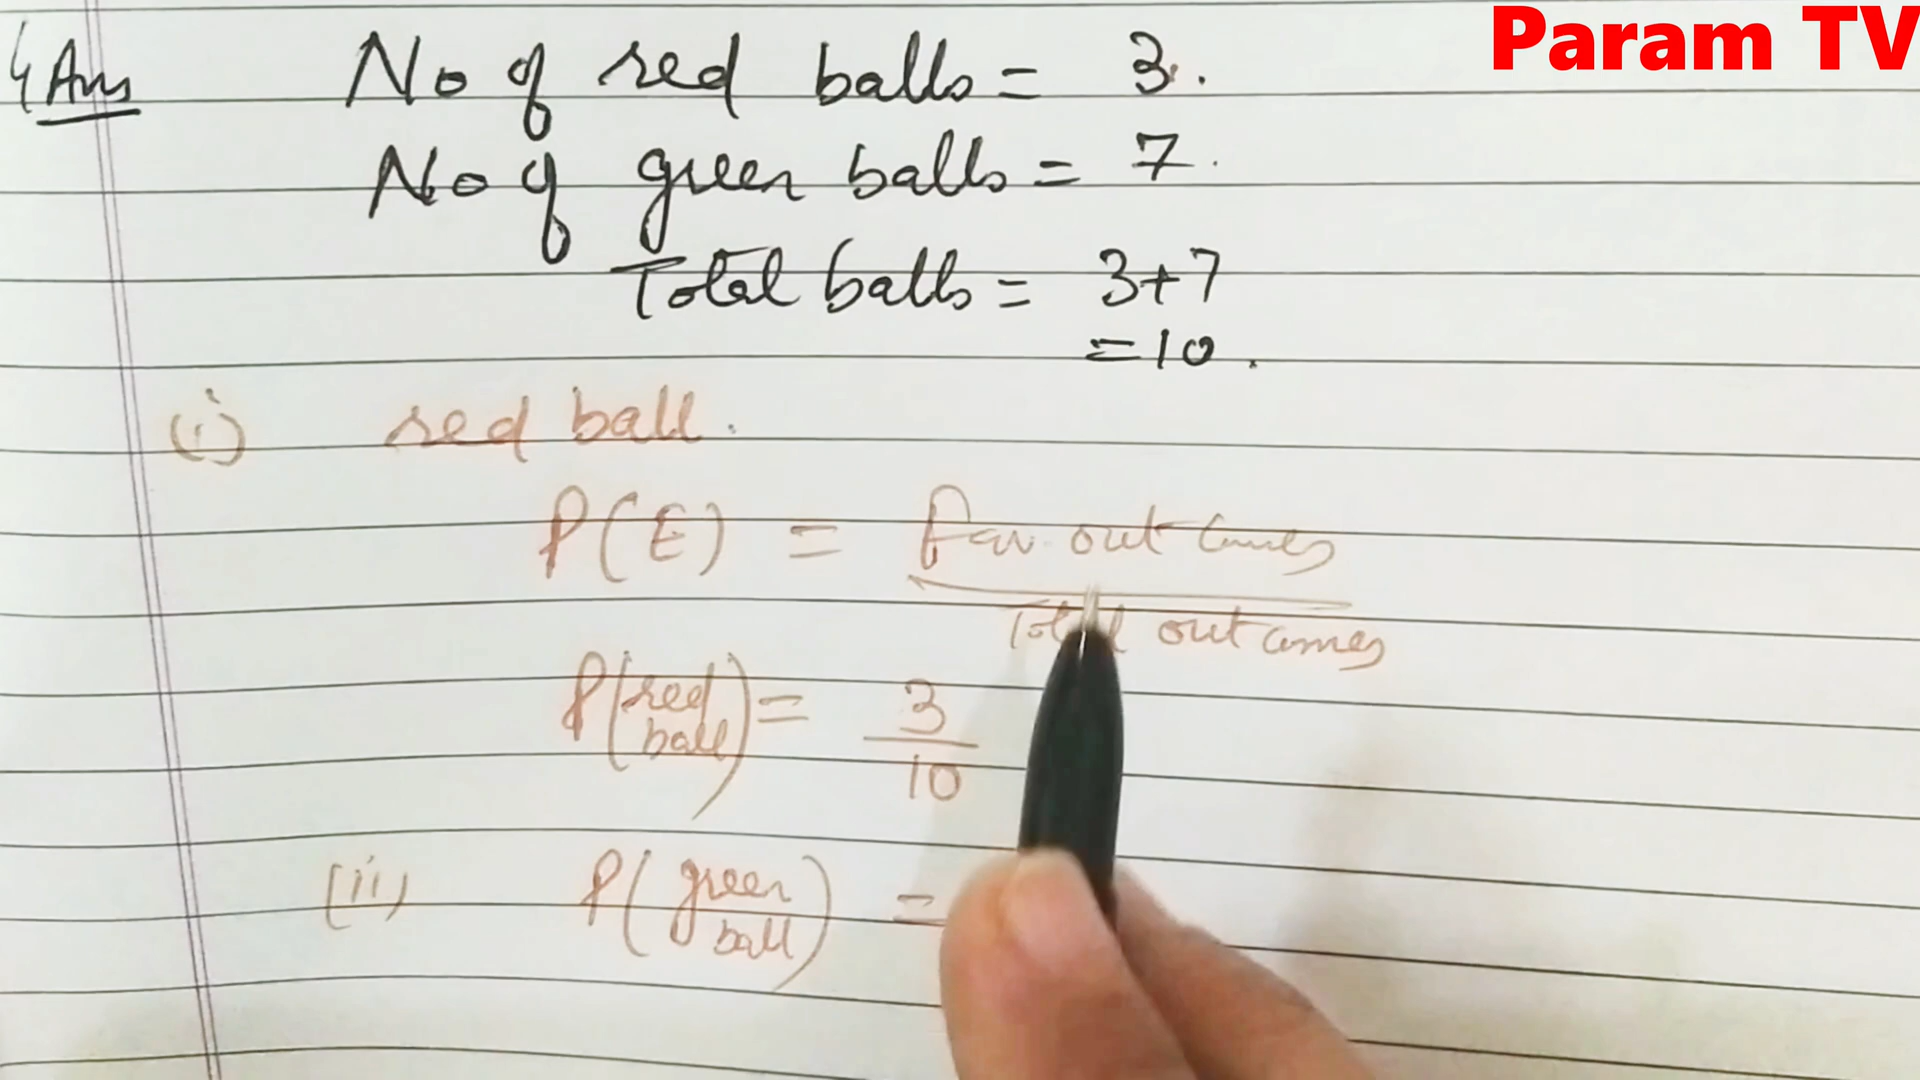 Param TV
4 Ans No of red balls = 3.
No of green balls = 7.
Total balls = 3+7
=10.
(i) red ball.
P(E) = Fav. outcomes
Total outcomes
P(red ball) = 3
10
(ii) P(green ball) =